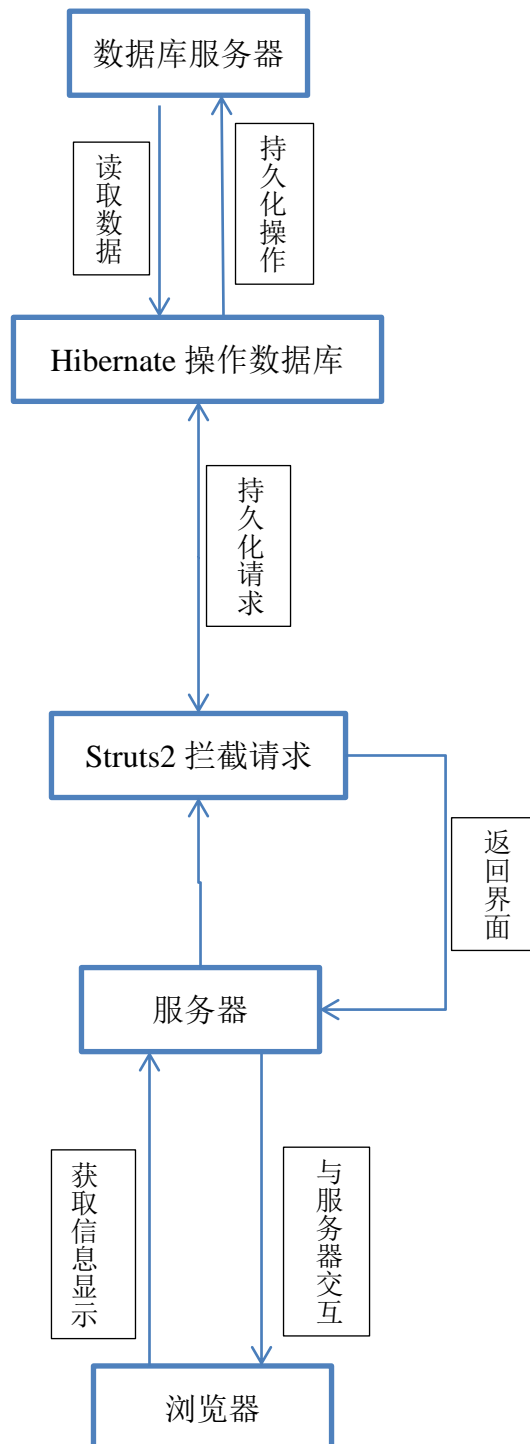 数据库服务器
读取数据
持久化操作
Hibernate 操作数据库
持久化请求
Struts2 拦截请求
返回界面
服务器
获取信息显示
与服务器交互
浏览器